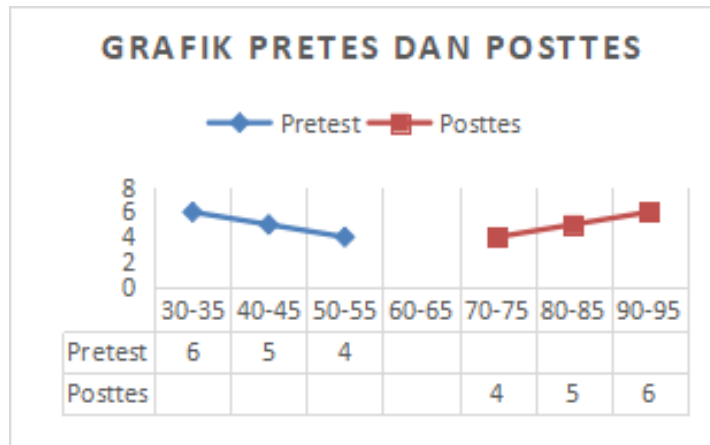 GRAFIK PRETES DAN POSTTES
Pretest Posttes
8
6
4
2
0
30-35 40-45 50-55 60-65 70-75 80-85 90-95
Pretest 6 5 4
Posttes 4 5 6